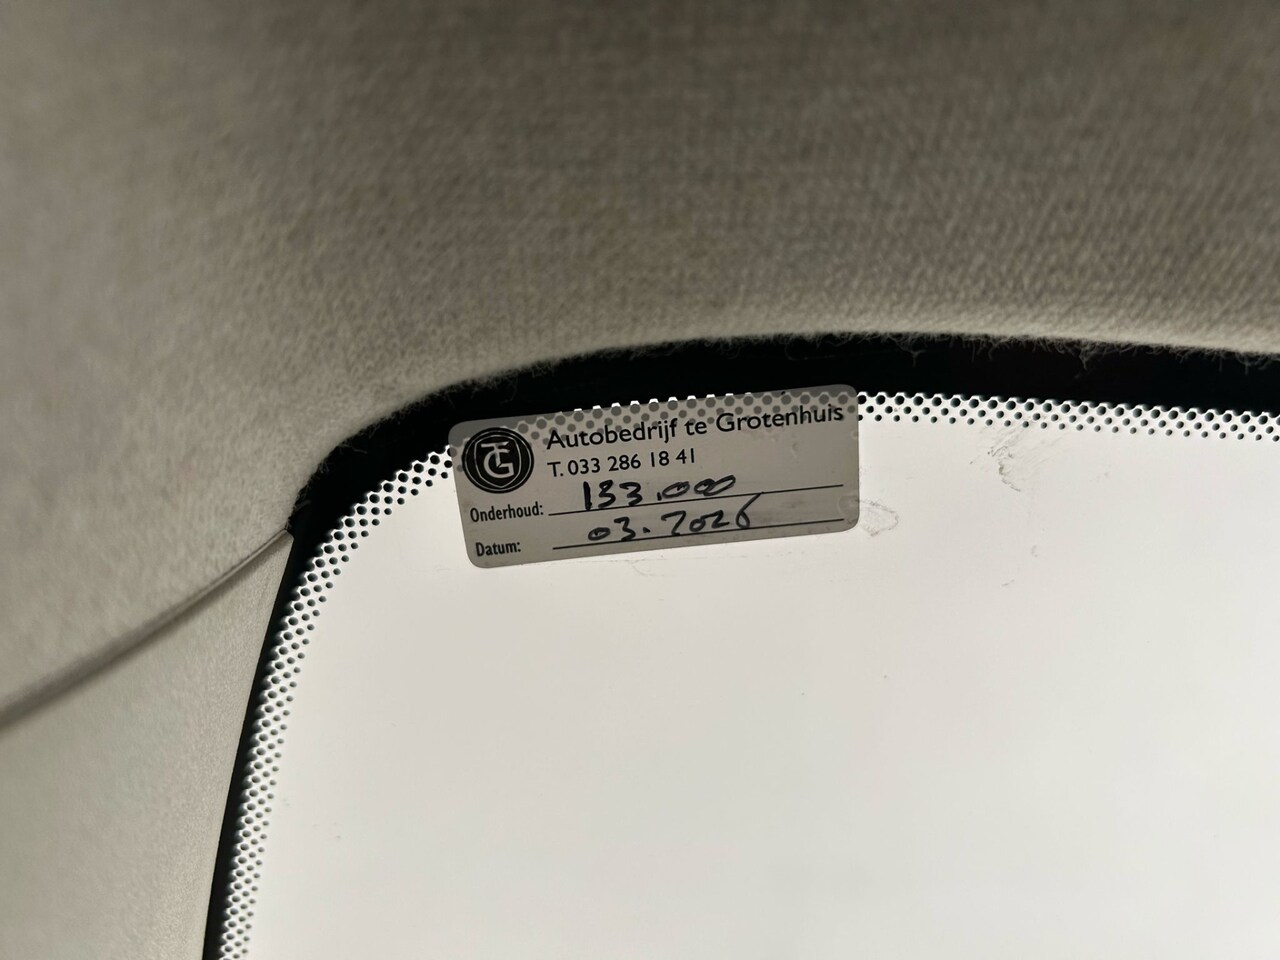 TG
Autobedrijf te Grotenhuis
T. 033 286 18 41
Onderhoud: 133.000
Datum: 03.2026